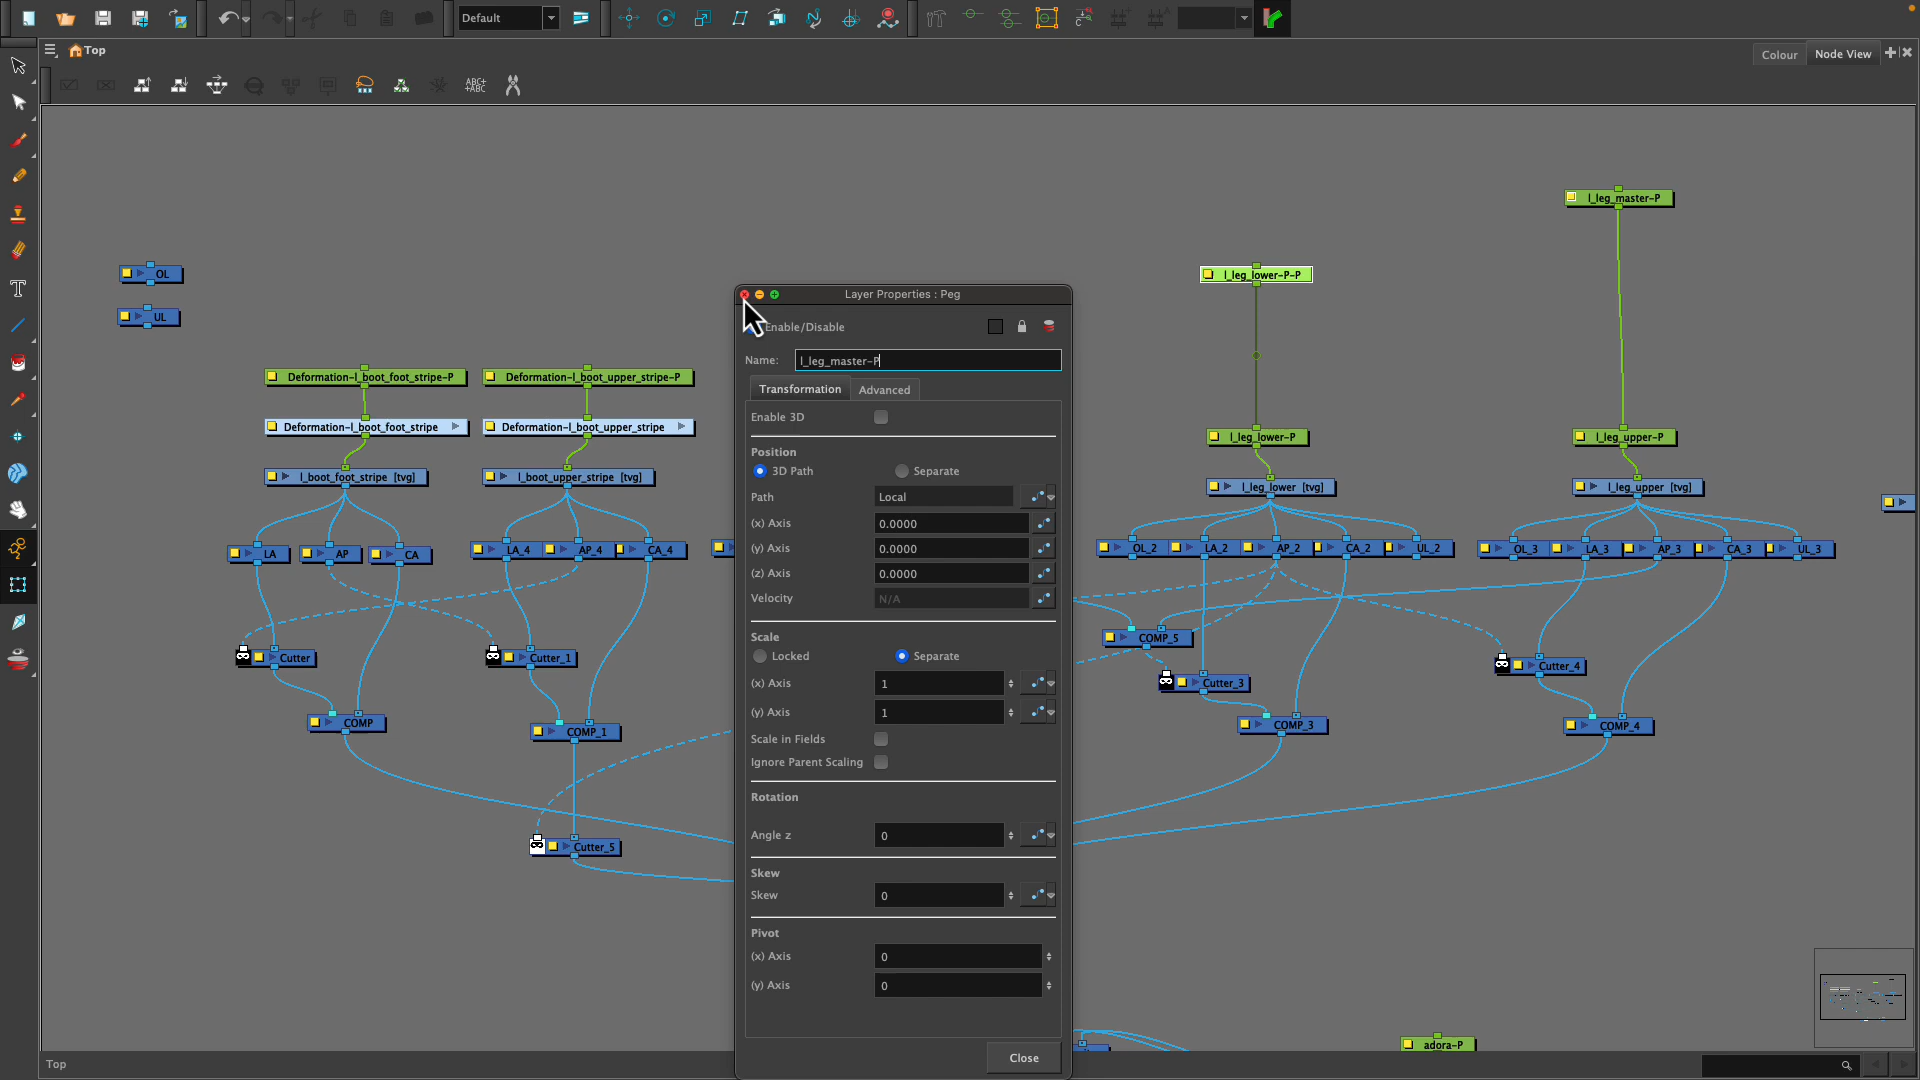 Default
Top
Colour
Node View
ABC+
+ABC
l_leg_master-P
OL
l_leg_lower-P-P
UL
Layer Properties : Peg
Enable/Disable
Name: l_leg_master-P
Transformation
Advanced
Enable 3D
Position
3D Path
Separate
Path
Local
(x) Axis
0.0000
(y) Axis
0.0000
(z) Axis
0.0000
Velocity
N/A
Scale
Locked
Separate
(x) Axis
1
(y) Axis
1
Scale in Fields
Ignore Parent Scaling
Rotation
Angle z
0
Skew
Skew
0
Pivot
(x) Axis
0
(y) Axis
0
Close
Deformation-l_boot_foot_stripe-P
Deformation-l_boot_upper_stripe-P
Deformation-l_boot_foot_stripe
Deformation-l_boot_upper_stripe
l_leg_lower-P
l_leg_upper-P
l_boot_foot_stripe [tvg]
l_boot_upper_stripe [tvg]
l_leg_lower [tvg]
l_leg_upper [tvg]
LA
AP
CA
LA_4
AP_4
CA_4
OL_2
LA_2
AP_2
CA_2
UL_2
OL_3
LA_3
AP_3
CA_3
UL_3
COMP_5
Cutter
Cutter_1
Cutter_3
Cutter_4
COMP
COMP_1
COMP_3
COMP_4
Cutter_5
adora-P
Top